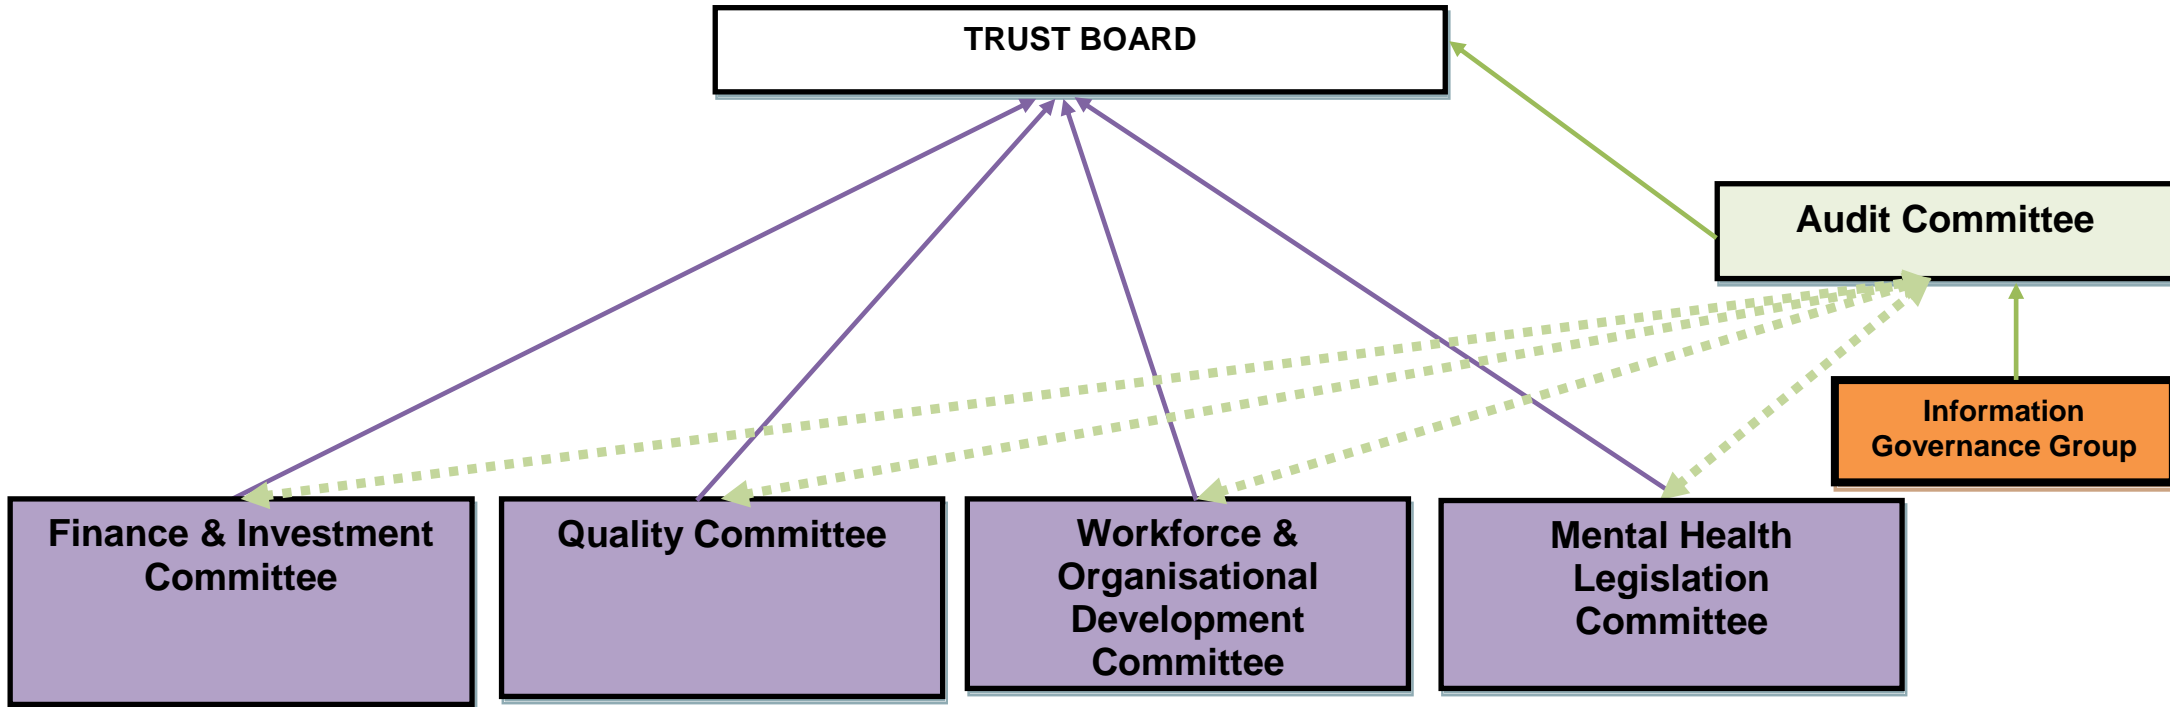 TRUST BOARD
Audit Committee
Information
Governance Group
Finance & Investment
Committee
Quality Committee
Workforce &
Organisational
Development
Committee
Mental Health
Legislation
Committee